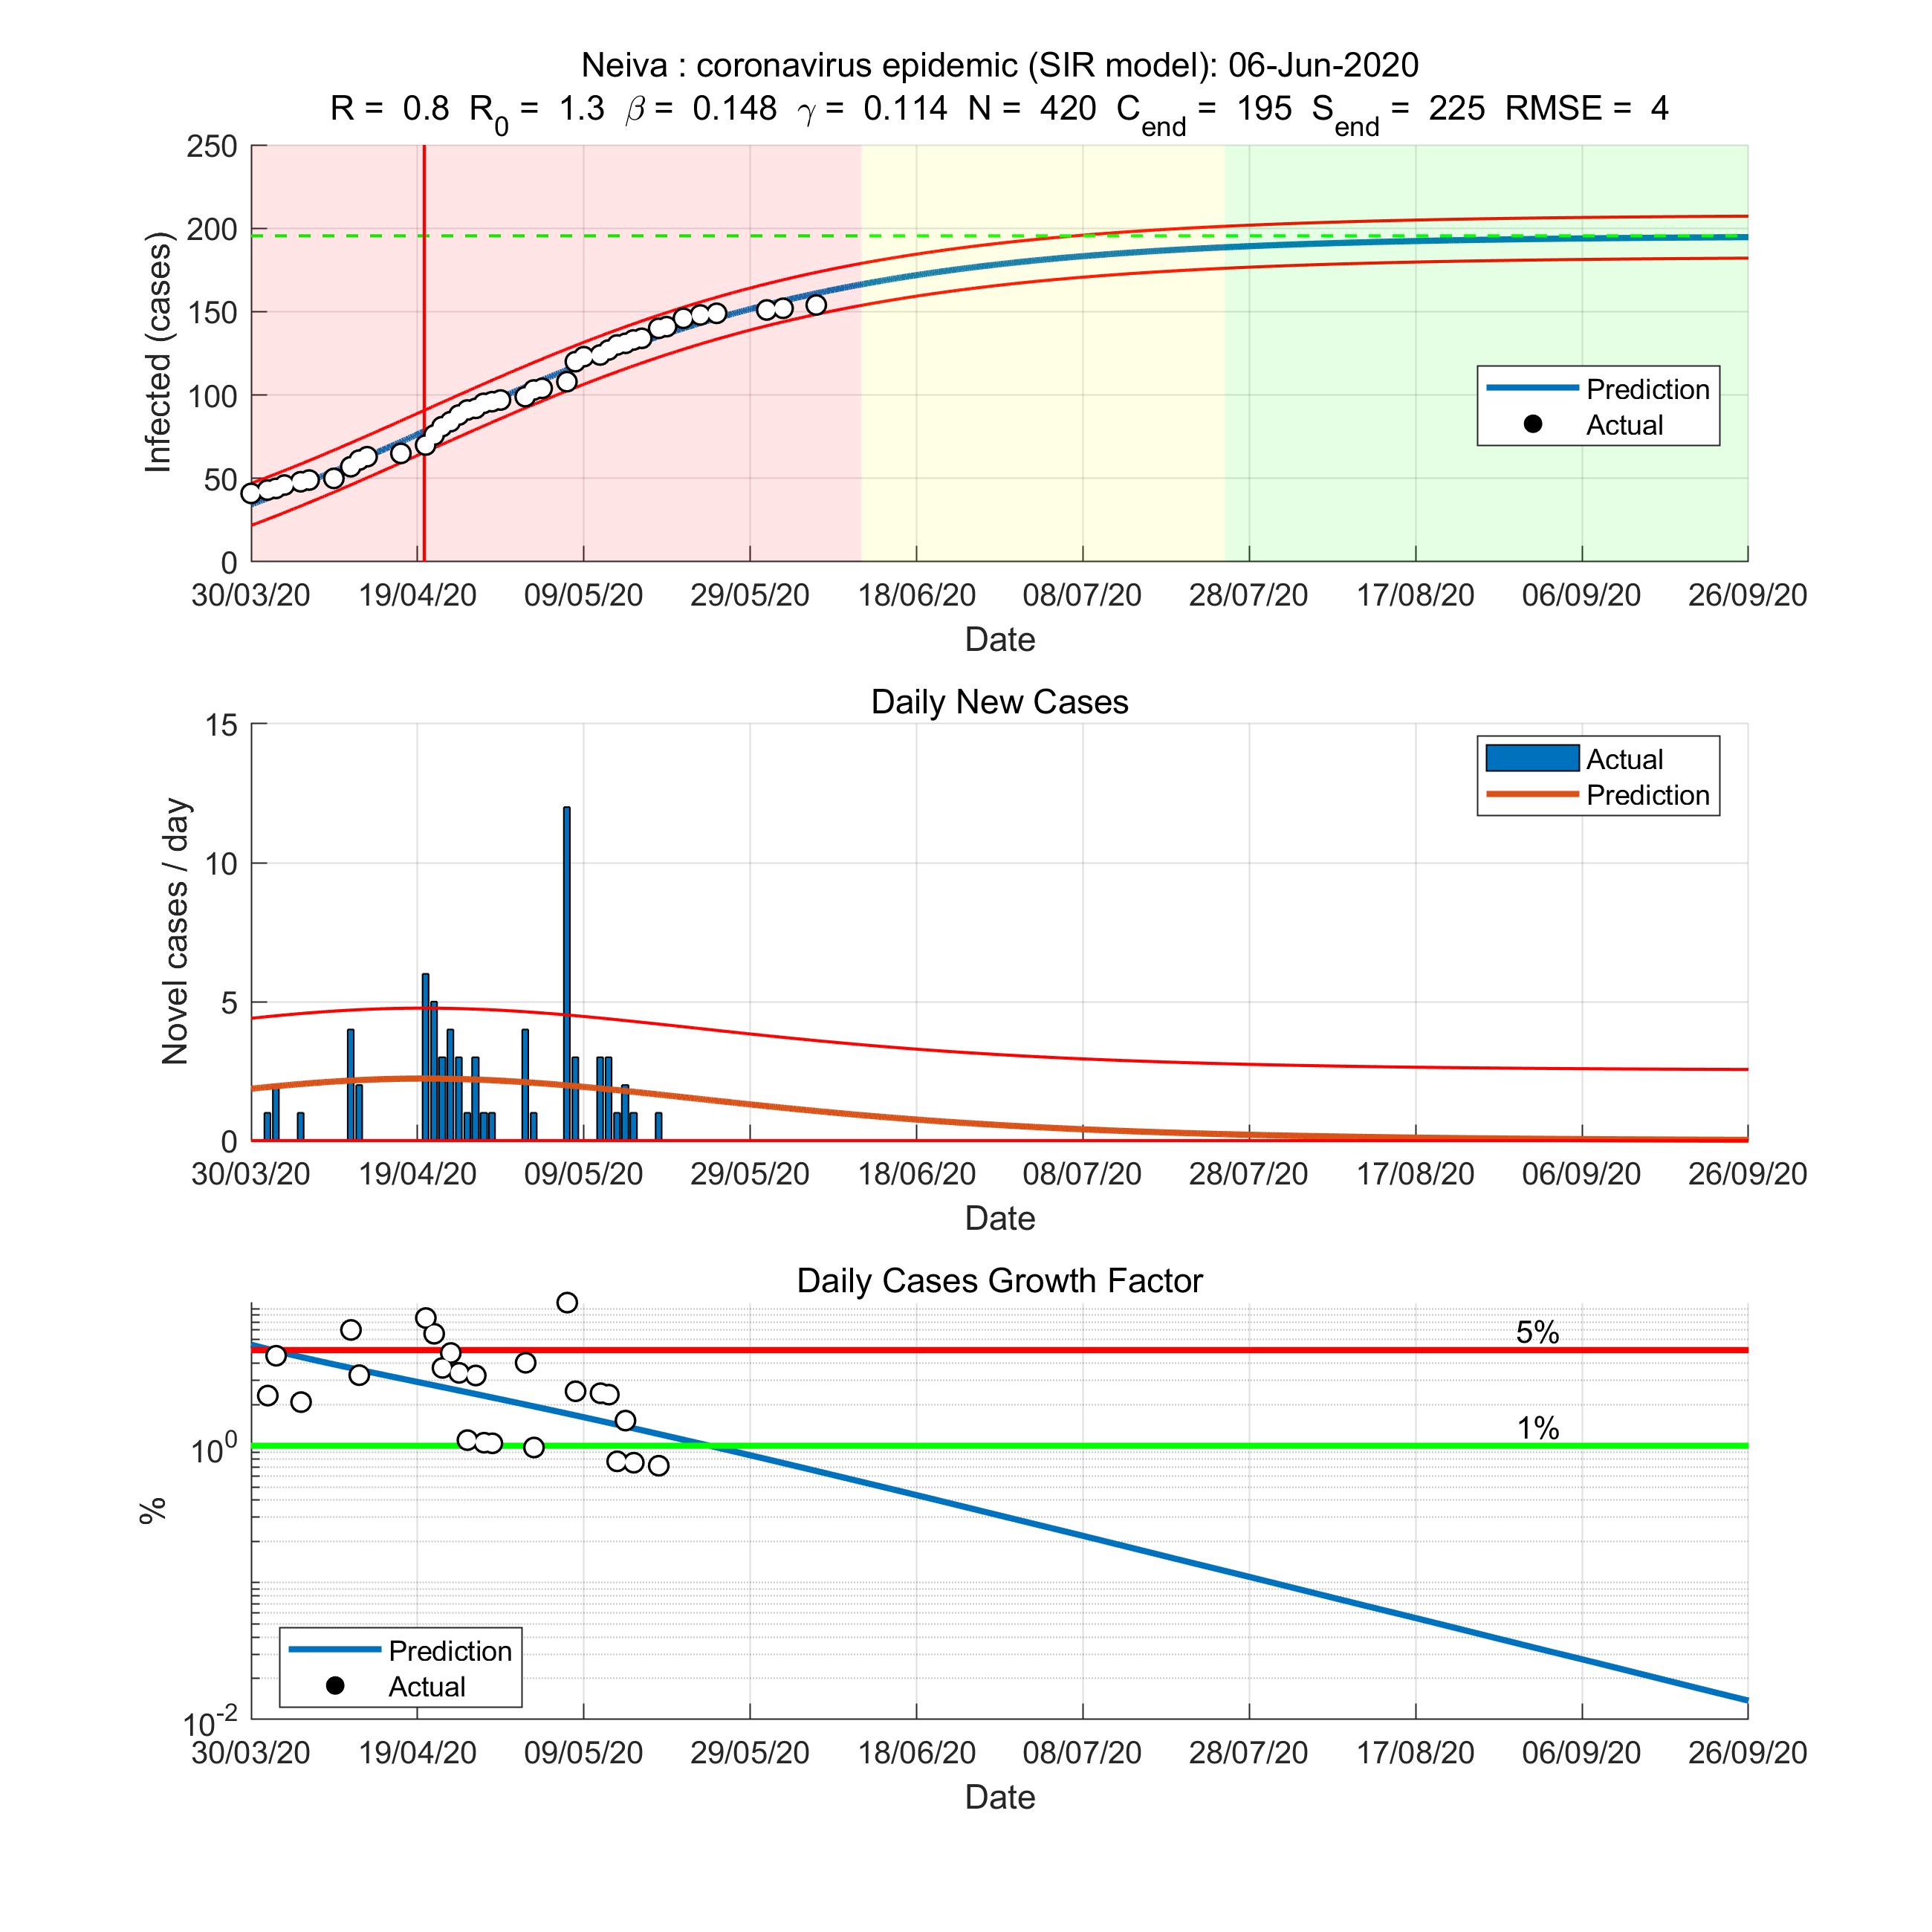 Neiva : coronavirus epidemic (SIR model): 06-Jun-2020
R = 0.8 R0 = 1.3 β = 0.148 γ = 0.114 N = 420 Cend = 195 Send = 225 RMSE = 4
250
200
150
100
50
0
Infected (cases)
Prediction
Actual
30/03/20 19/04/20 09/05/20 29/05/20 18/06/20 08/07/20 28/07/20 17/08/20 06/09/20 26/09/20
Date
Daily New Cases
15
10
5
0
Novel cases / day
Actual
Prediction
30/03/20 19/04/20 09/05/20 29/05/20 18/06/20 08/07/20 28/07/20 17/08/20 06/09/20 26/09/20
Date
Daily Cases Growth Factor
5%
1%
10^0
%
Prediction
Actual
10^-2
30/03/20 19/04/20 09/05/20 29/05/20 18/06/20 08/07/20 28/07/20 17/08/20 06/09/20 26/09/20
Date